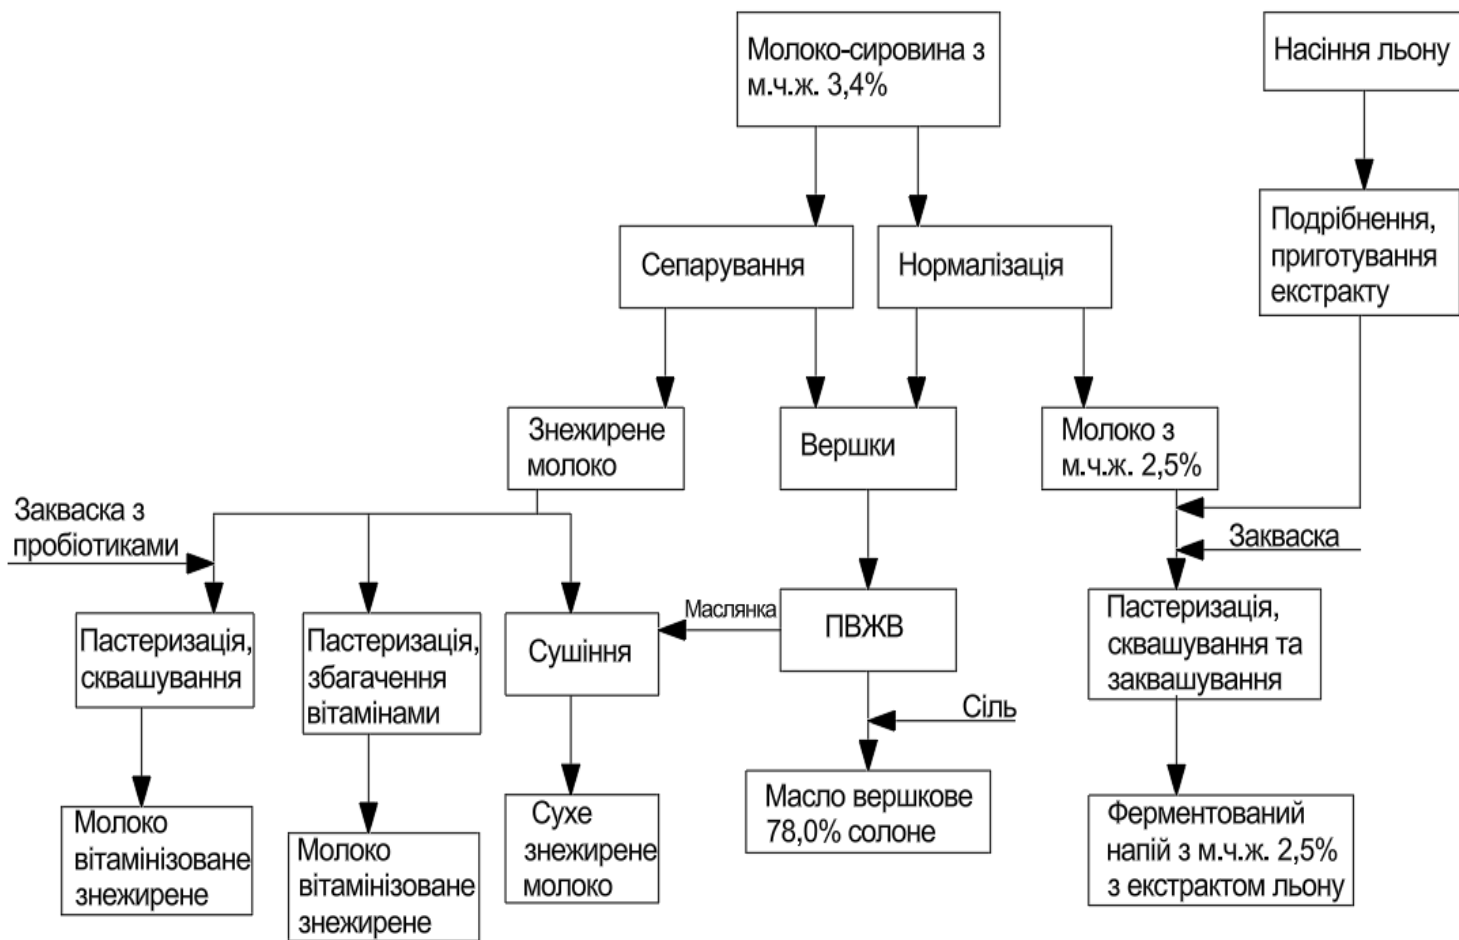 Молоко-сировина з
м.ч.ж. 3,4%
Насіння льону
Подрібнення,
приготування
екстракту
Сепарування
Нормалізація
Знежирене
молоко
Вершки
Молоко з
м.ч.ж. 2,5%
Закваска з
пробіотиками
Закваска
Пастеризація,
сквашування
Пастеризація,
збагачення
вітамінами
Сушіння
Маслянка
ПВЖВ
Пастеризація,
сквашування та
заквашування
Сіль
Молоко
вітамінізоване
знежирене
Молоко
вітамінізоване
знежирене
Сухе
знежирене
молоко
Масло вершкове
78,0% солоне
Ферментований
напій з м.ч.ж. 2,5%
з екстрактом льону